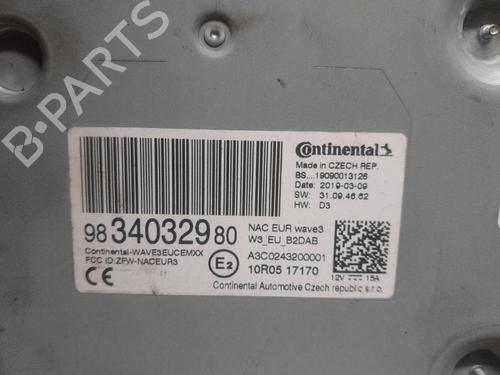 B-PARTS
Continental
Made in CZECH REP.
BS....19090013126
Date: 2019-03-09
SW: 31.09.46.62
HW: D3
98 340329 80
NAC EUR wave3
W3_EU_B2DAB
Continental-WAVE3EUCEMXX
FCC ID:ZFW-NACEUR3
A3C0243200001
CE
E2
10R05 17170
12V 15A
Continental Automotive Czech republic s.r.o.